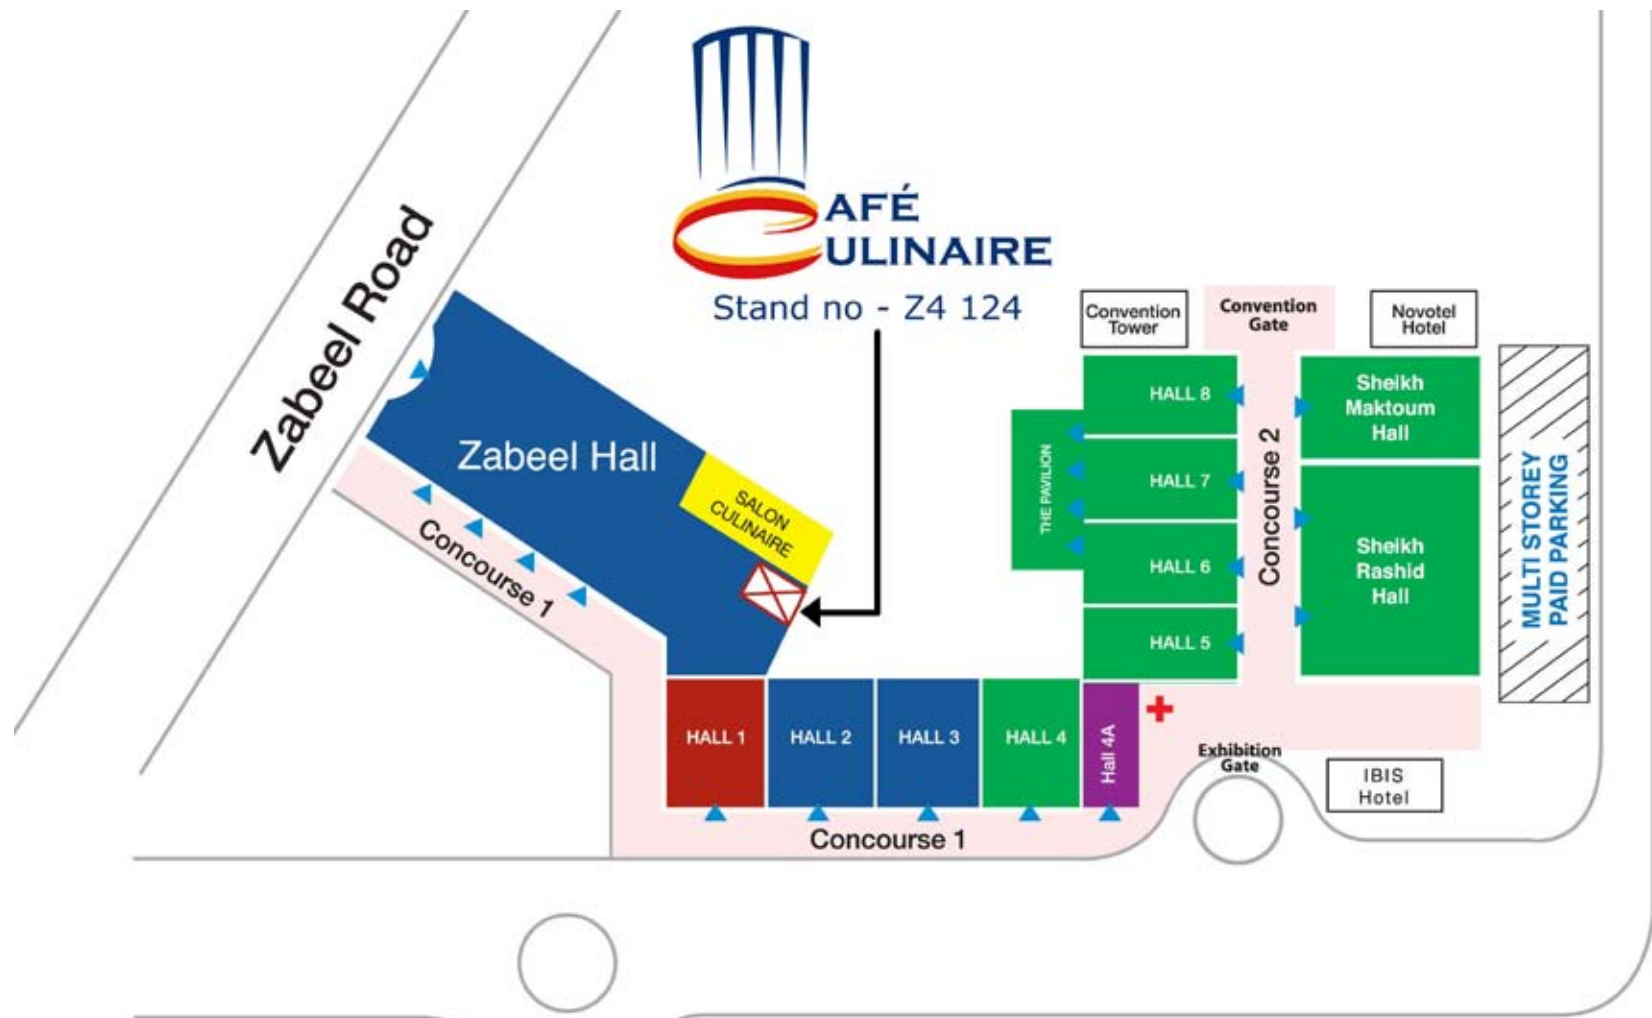 AFÉ
ULINAIRE
Stand no - Z4 124
Zabeel Road
Convention
Tower
Convention
Gate
Novotel
Hotel
HALL 8
Sheikh
Maktoum
Hall
Zabeel Hall
SALON
CULINAIRE
THE PAVILION
HALL 7
Concourse 2
MULTI STOREY
PAID PARKING
Concourse 1
HALL 6
Sheikh
Rashid
Hall
HALL 5
HALL 1
HALL 2
HALL 3
HALL 4
Hall 4A
Exhibition
Gate
IBIS
Hotel
Concourse 1